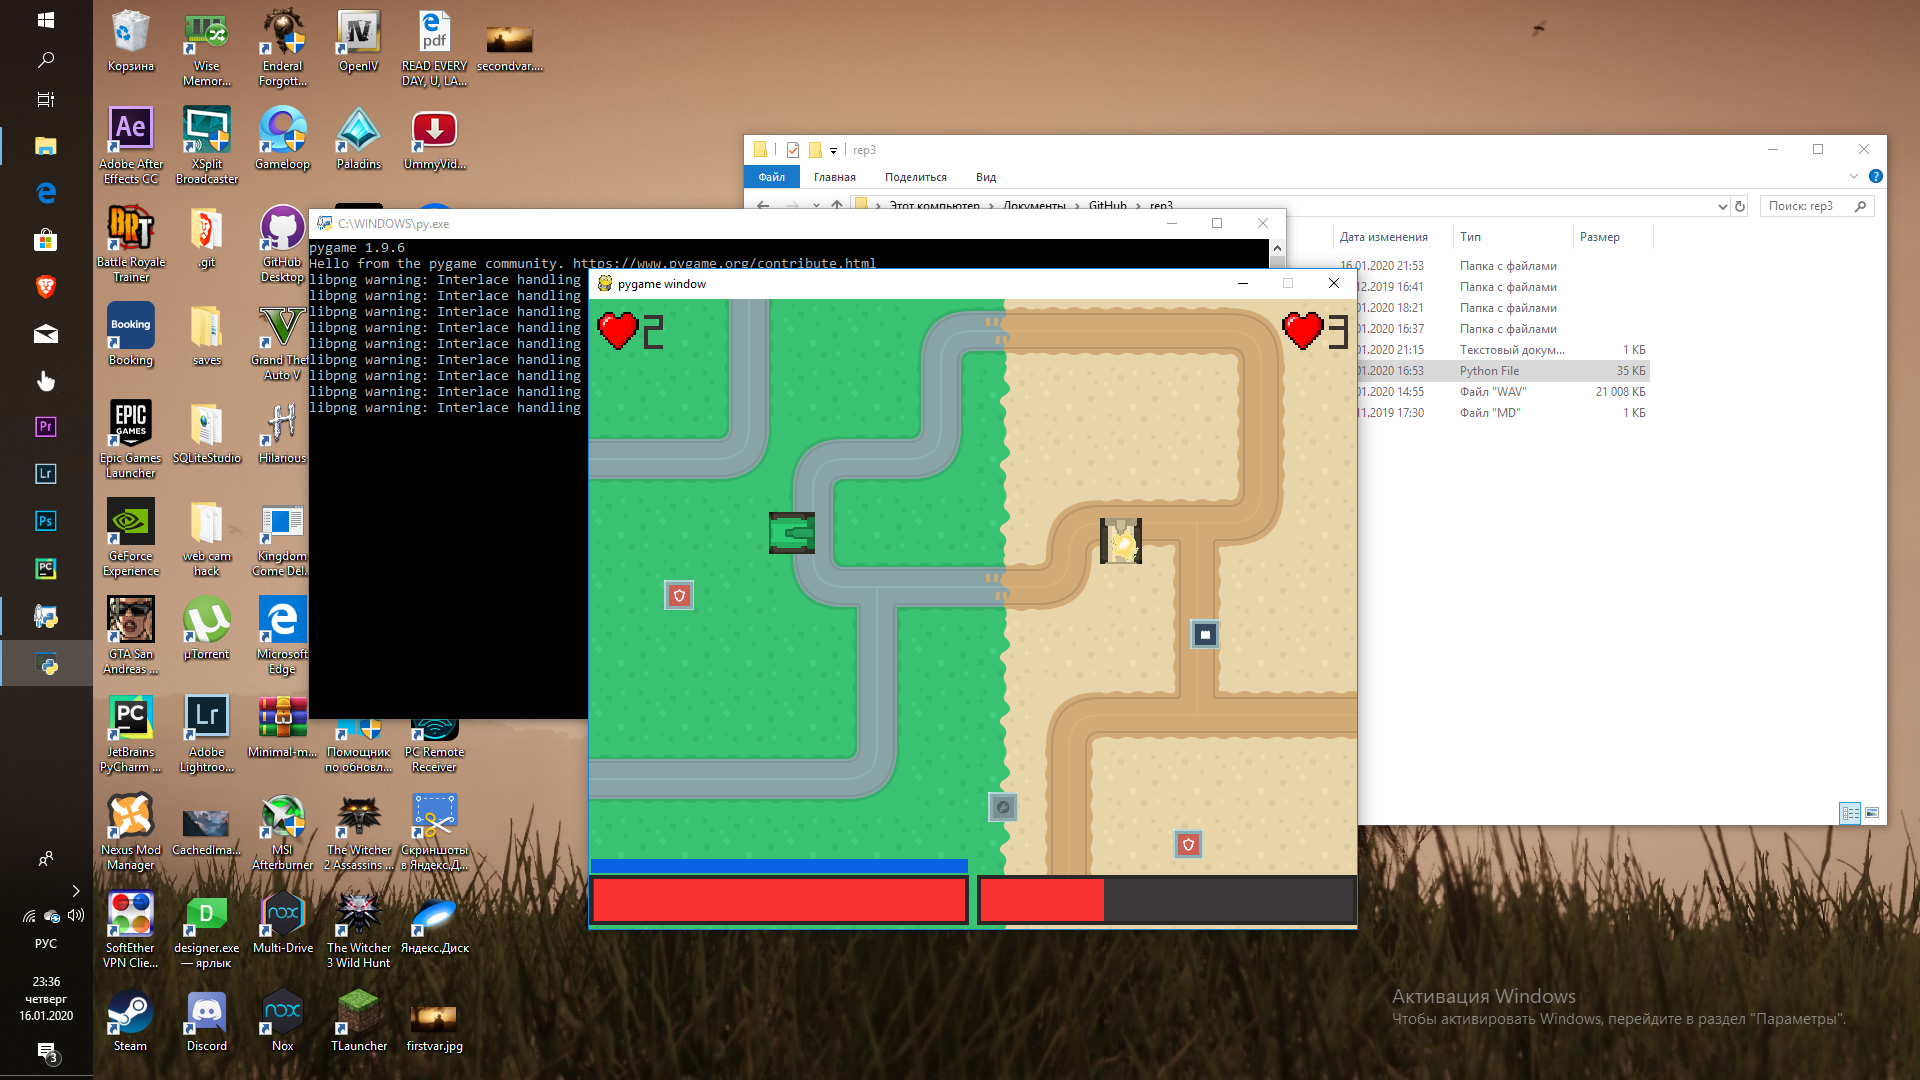 Корзина
Wise
Memor...
Enderal
Forgott...
OpenIV
READ EVERY
DAY, U, LA...
secondvar....
Adobe After
Effects CC
XSplit
Broadcaster
Gameloop
Paladins
UmmyVid...
Battle Royale
Trainer
.git
GitHub
Desktop
Booking
saves
Grand Thef
Auto V
Epic Games
Launcher
SQLiteStudio
Hilarious
GeForce
Experience
web cam
hack
Kingdom
Come Del...
GTA San
Andreas ...
µTorrent
Microsoft
Edge
JetBrains
PyCharm ...
Adobe
Lightroo...
Minimal-m...
Помощник
по обновл...
PC Remote
Receiver
Nexus Mod
Manager
CachedIma...
MSI
Afterburner
The Witcher
2 Assassins ...
Скриншоты
в Яндекс.Д...
SoftEther
VPN Clie...
designer.exe
— ярлык
Multi-Drive
The Witcher
3 Wild Hunt
Яндекс.Диск
Steam
Discord
Nox
TLauncher
firstvar.jpg
РУС
23:36
четверг
16.01.2020
3
rep3
Файл
Главная
Поделиться
Вид
Этот компьютер › Документы › GitHub › rep3
Поиск: rep3
Дата изменения Тип Размер
16.01.2020 21:53 Папка с файлами
12.2019 16:41 Папка с файлами
01.2020 18:21 Папка с файлами
01.2020 16:37 Папка с файлами
01.2020 21:15 Текстовый докум... 1 КБ
01.2020 16:53 Python File 35 КБ
01.2020 14:55 Файл "WAV" 21 008 КБ
11.2019 17:30 Файл "MD" 1 КБ
C:\WINDOWS\py.exe
pygame 1.9.6
Hello from the pygame community. https://www.pygame.org/contribute.html
libpng warning: Interlace handling
libpng warning: Interlace handling
libpng warning: Interlace handling
libpng warning: Interlace handling
libpng warning: Interlace handling
libpng warning: Interlace handling
libpng warning: Interlace handling
libpng warning: Interlace handling
libpng warning: Interlace handling
pygame window
2
3
Активация Windows
Чтобы активировать Windows, перейдите в раздел "Параметры".